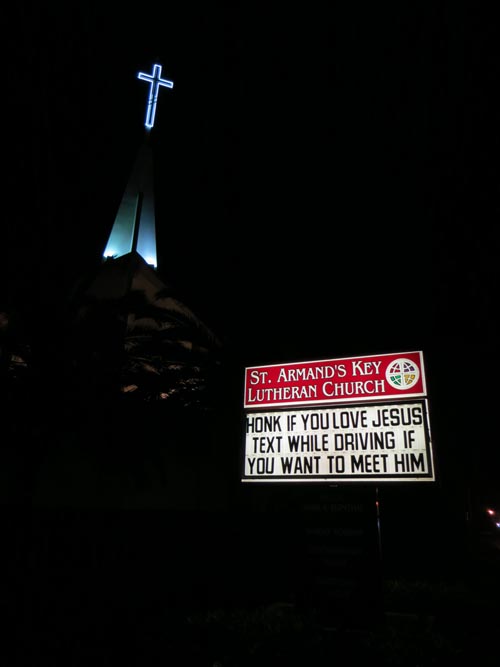 St. Armand's Key
Lutheran Church
HONK IF YOU LOVE JESUS
TEXT WHILE DRIVING IF
YOU WANT TO MEET HIM